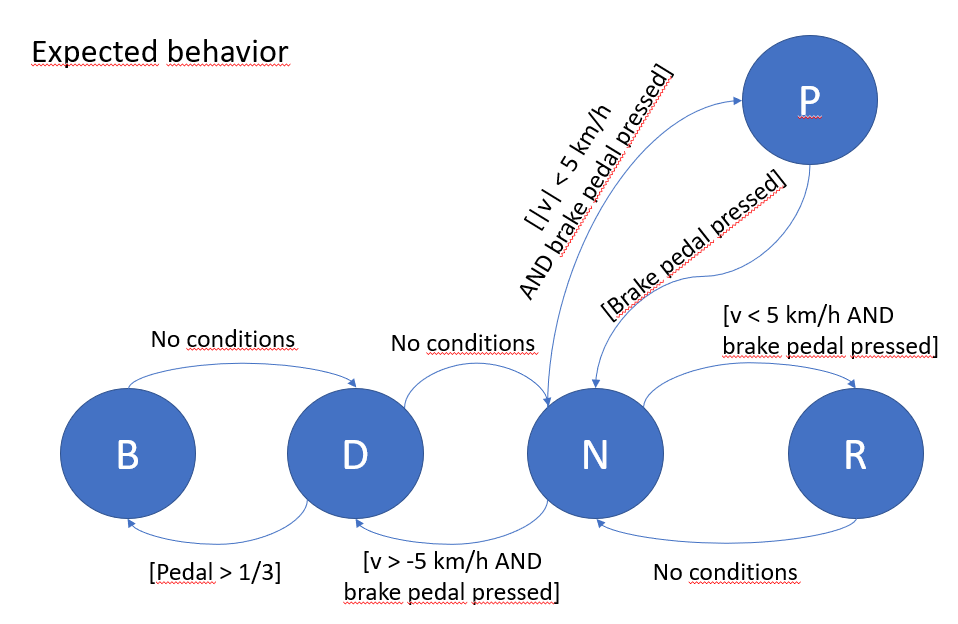 Expected behavior
P
[|v| < 5 km/h
AND brake pedal pressed]
[Brake pedal pressed]
[v < 5 km/h AND
brake pedal pressed]
No conditions
No conditions
B
D
N
R
[Pedal > 1/3]
[v > -5 km/h AND
brake pedal pressed]
No conditions